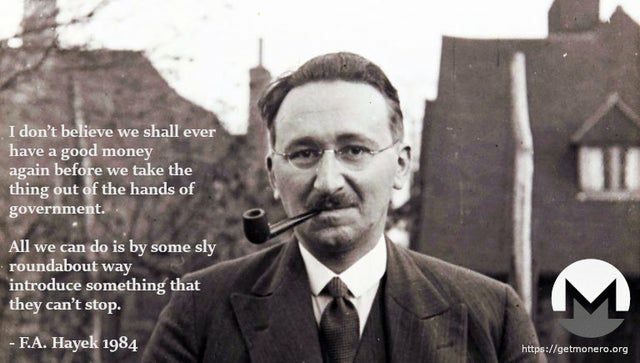 I don't believe we shall ever
have a good money
again before we take the
thing out of the hands of
government.
All we can do is by some sly
roundabout way
introduce something that
they can't stop.
- F.A. Hayek 1984
https://getmonero.org